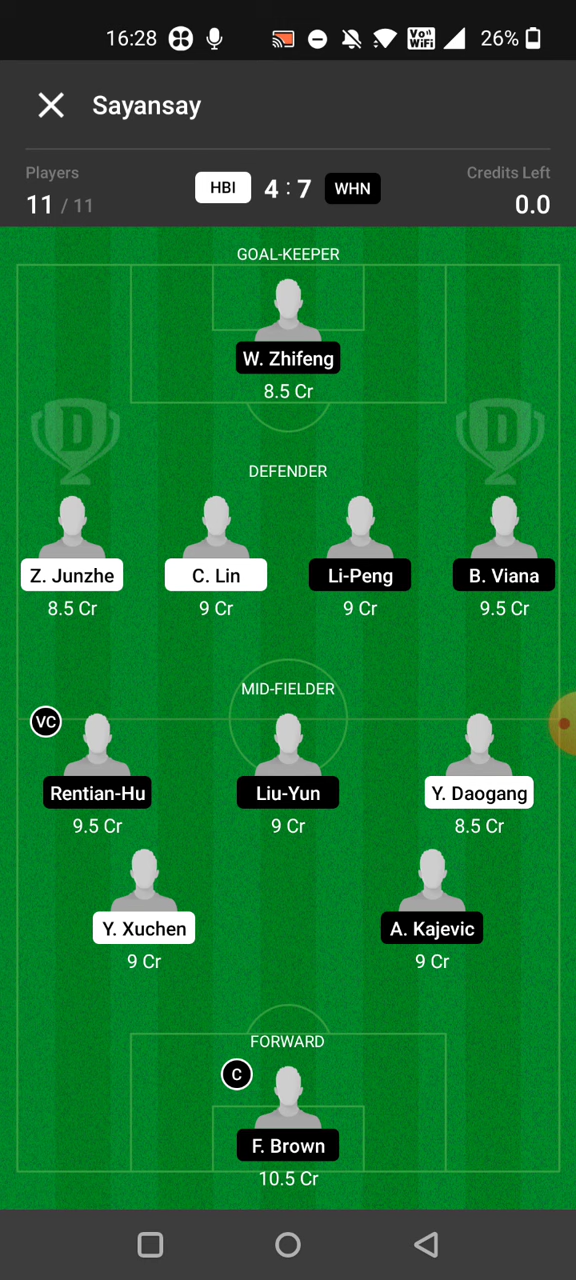 16:28
Vo WiFi
26%
Sayansay
Players
11 / 11
HBI 4 : 7 WHN
Credits Left
0.0
GOAL-KEEPER
W. Zhifeng
8.5 Cr
D D
DEFENDER
Z. Junzhe C. Lin Li-Peng B. Viana
8.5 Cr 9 Cr 9 Cr 9.5 Cr
MID-FIELDER
VC
Rentian-Hu Liu-Yun Y. Daogang
9.5 Cr 9 Cr 8.5 Cr
Y. Xuchen A. Kajevic
9 Cr 9 Cr
FORWARD
C
F. Brown
10.5 Cr